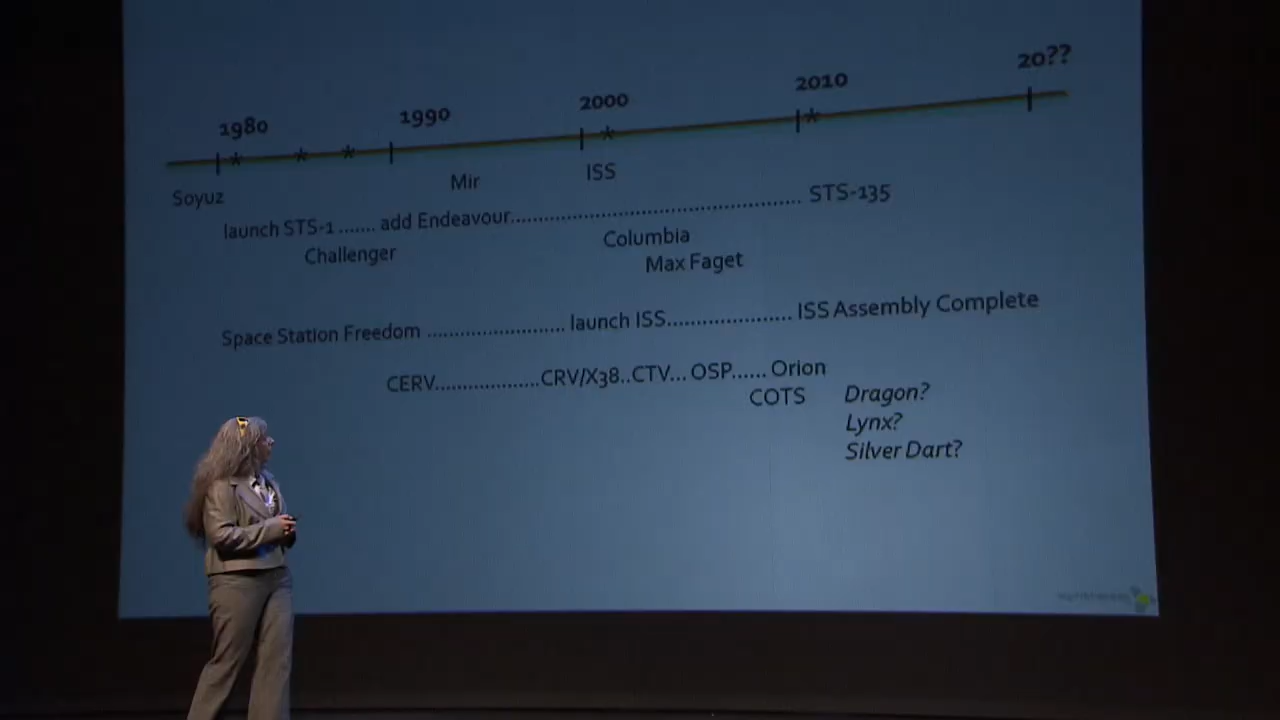 1980 1990 2000 2010 20??
Soyuz Mir ISS
launch STS-1 ....... add Endeavour.................................................... STS-135
Challenger Columbia
Max Faget
Space Station Freedom ......................... launch ISS...................... ISS Assembly Complete
CERV...................CRV/X38..CTV... OSP...... Orion
COTS Dragon?
Lynx?
Silver Dart?